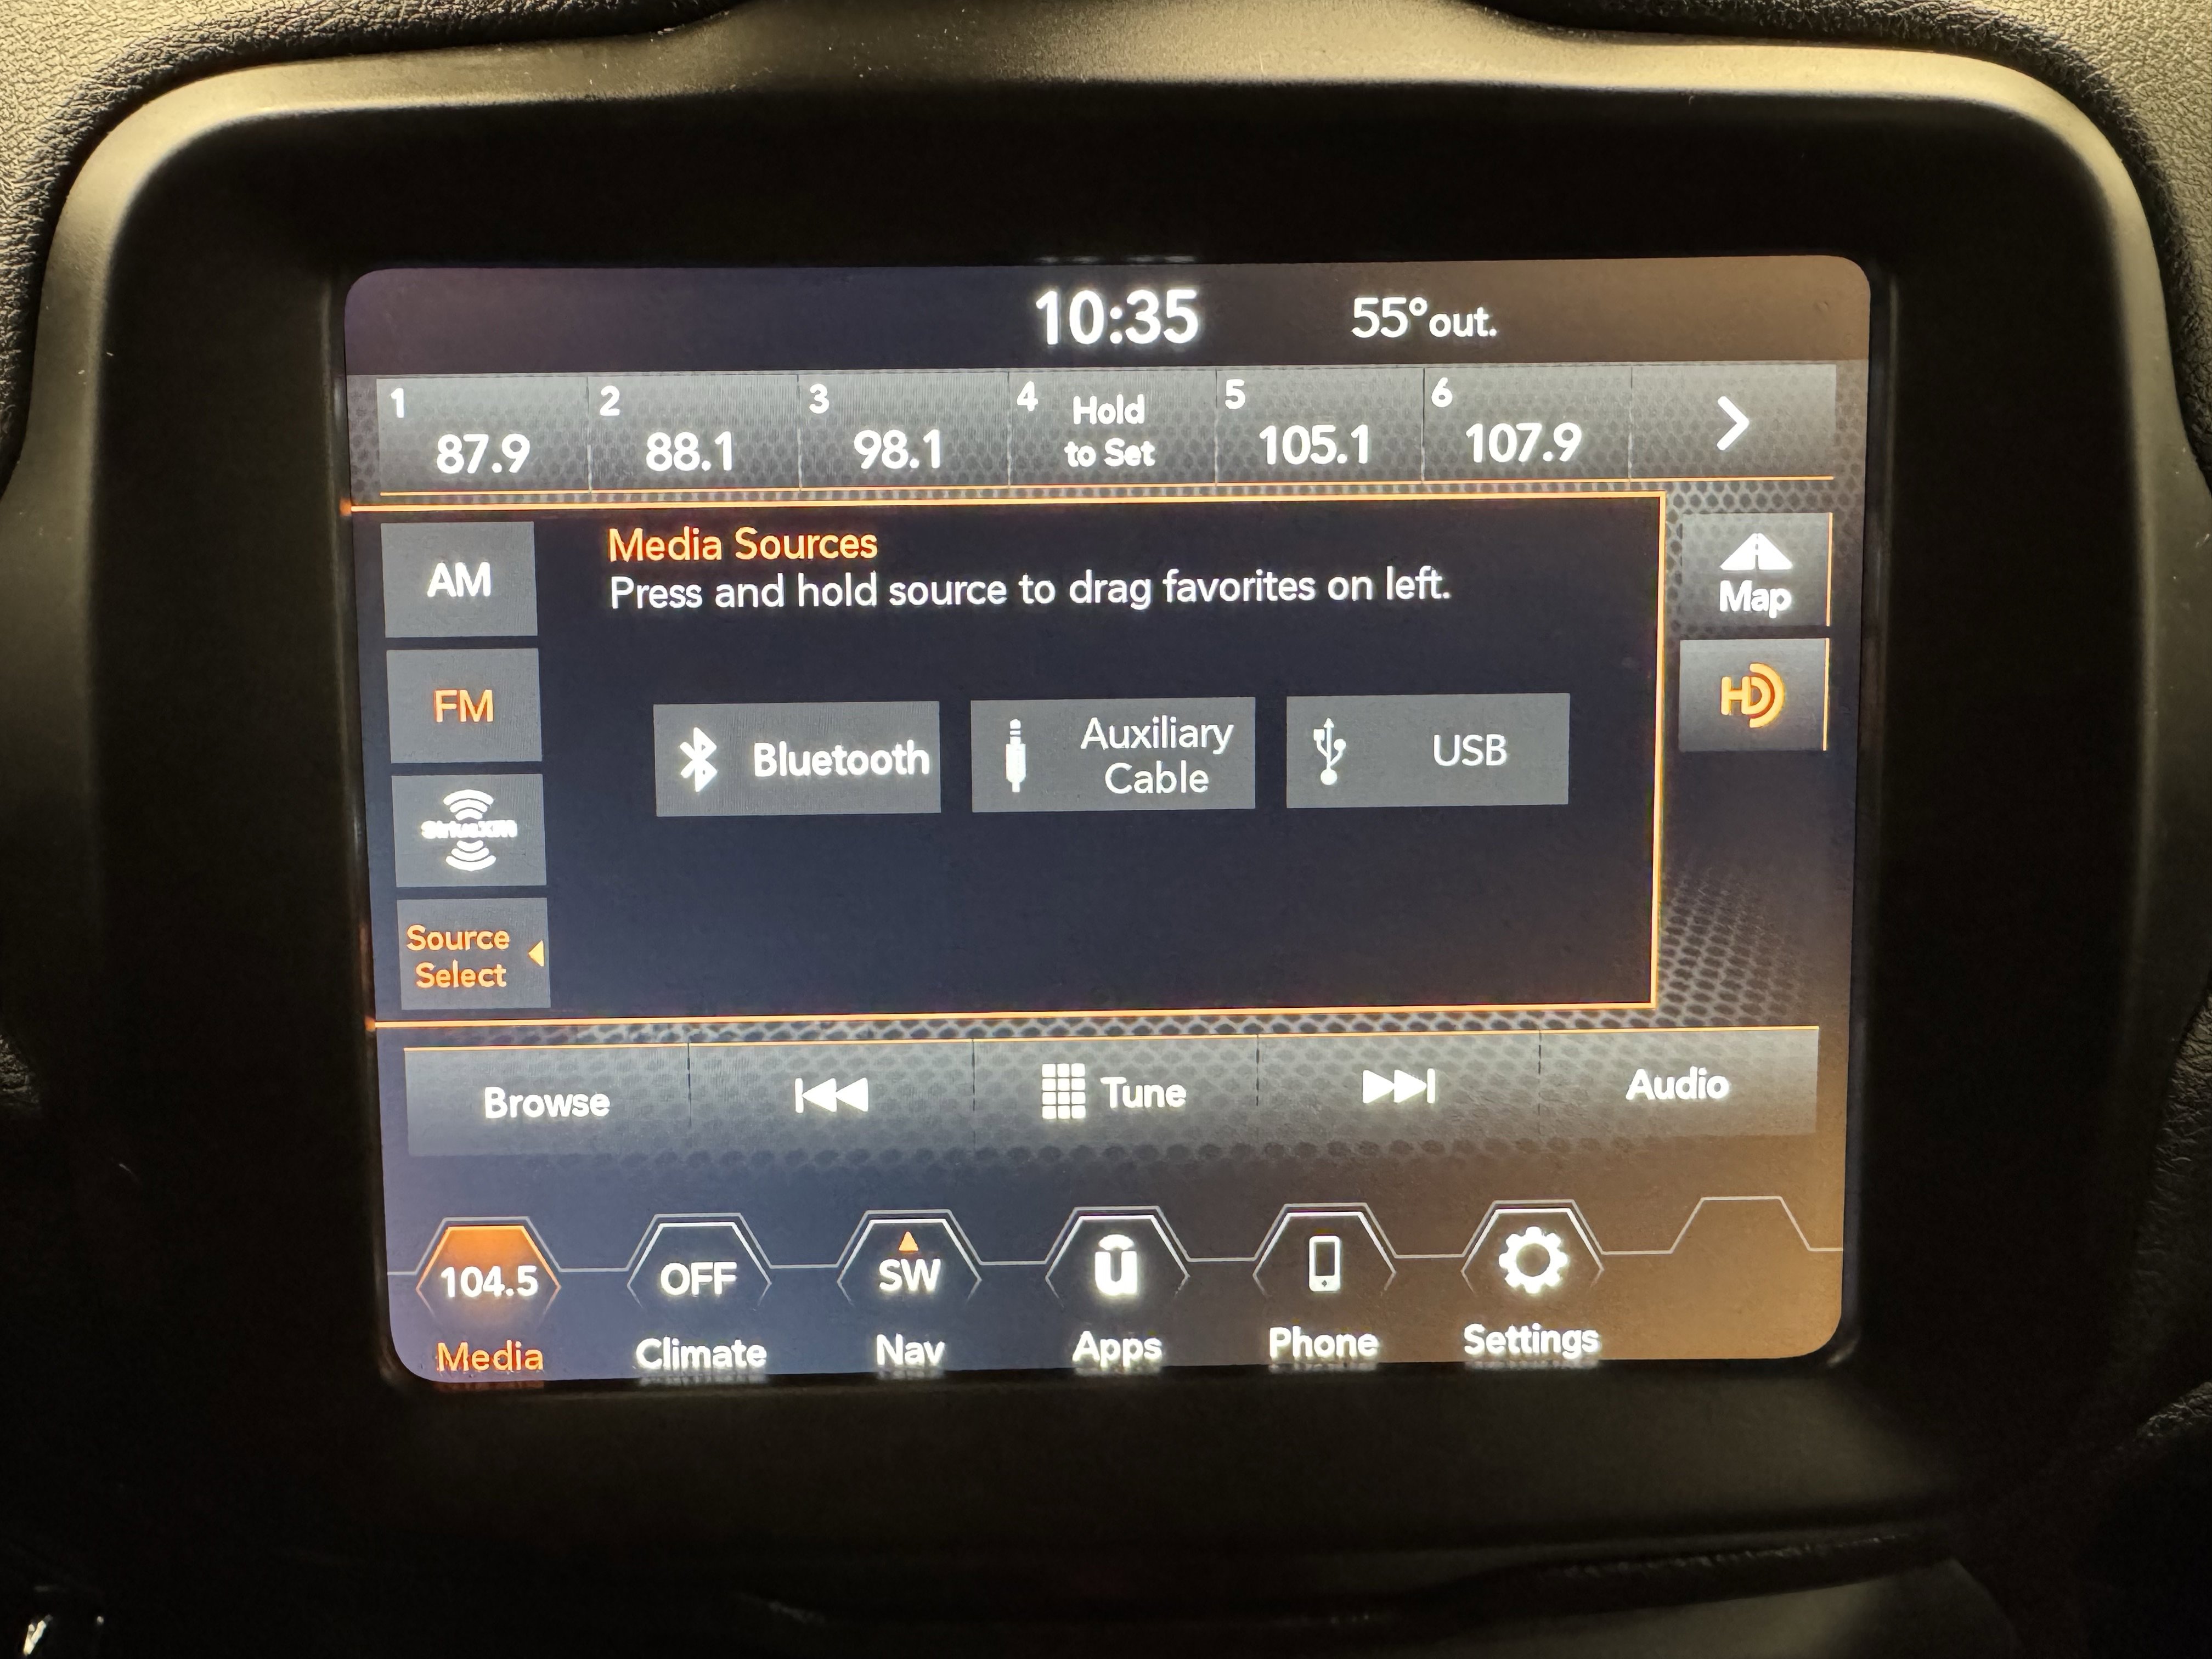 10:35 55°out.
1 2 3 4 Hold 5 6
87.9 88.1 98.1 to Set 105.1 107.9
Media Sources
Press and hold source to drag favorites on left.
AM
Map
FM
HD
Bluetooth
Auxiliary
Cable
USB
SiriusXM
Source
Select
Browse Tune Audio
104.5 OFF SW u
Media Climate Nav Apps Phone Settings